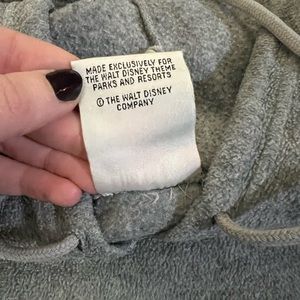 MADE EXCLUSIVELY FOR
THE WALT DISNEY THEME
PARKS AND RESORTS
© THE WALT DISNEY
COMPANY